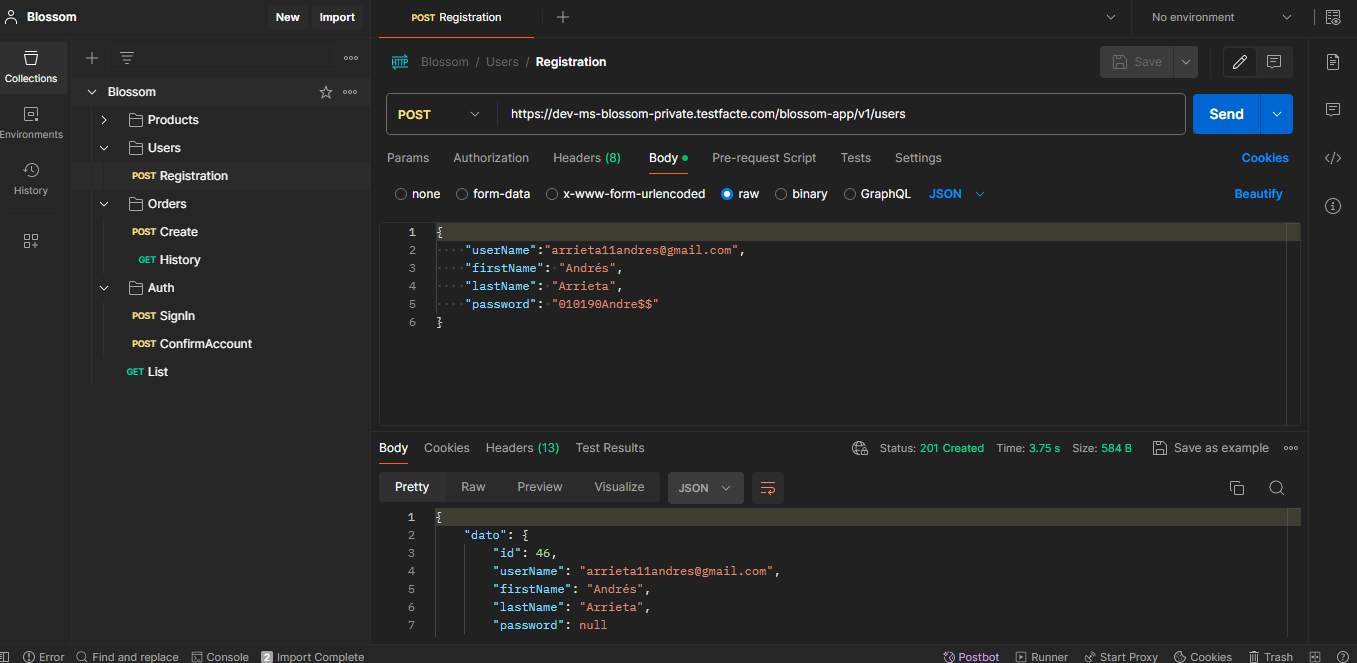 Blossom
New
Import
POST Registration
No environment
Collections
Environments
History
Blossom
Products
Users
POST Registration
Orders
POST Create
GET History
Auth
POST SignIn
POST ConfirmAccount
GET List
HTTP Blossom / Users / Registration
Save
POST
https://dev-ms-blossom-private.testfacte.com/blossom-app/v1/users
Send
Params Authorization Headers (8) Body Pre-request Script Tests Settings Cookies
none form-data x-www-form-urlencoded raw binary GraphQL JSON Beautify
1 {
2 "userName":"arrieta11andres@gmail.com",
3 "firstName": "Andrés",
4 "lastName": "Arrieta",
5 "password": "010190Andre$$"
6 }
Body Cookies Headers (13) Test Results Status: 201 Created Time: 3.75 s Size: 584 B Save as example
Pretty Raw Preview Visualize JSON
1 {
2 "dato": {
3 "id": 46,
4 "userName": "arrieta11andres@gmail.com",
5 "firstName": "Andrés",
6 "lastName": "Arrieta",
7 "password": null
Error Find and replace Console 2 Import Complete Postbot Runner Start Proxy Cookies Trash